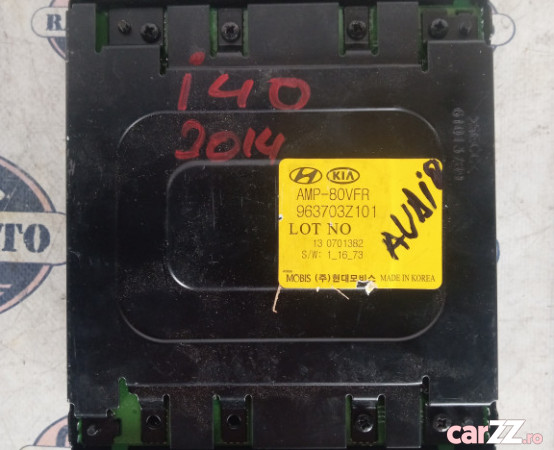 i40
2014
KIA
AMP-80VFR
963703Z101
LOT NO
13 0701382
S/W: 1_16_73
AUDIO
MOBIS (주)현대모비스 MADE IN KOREA
carzz.ro